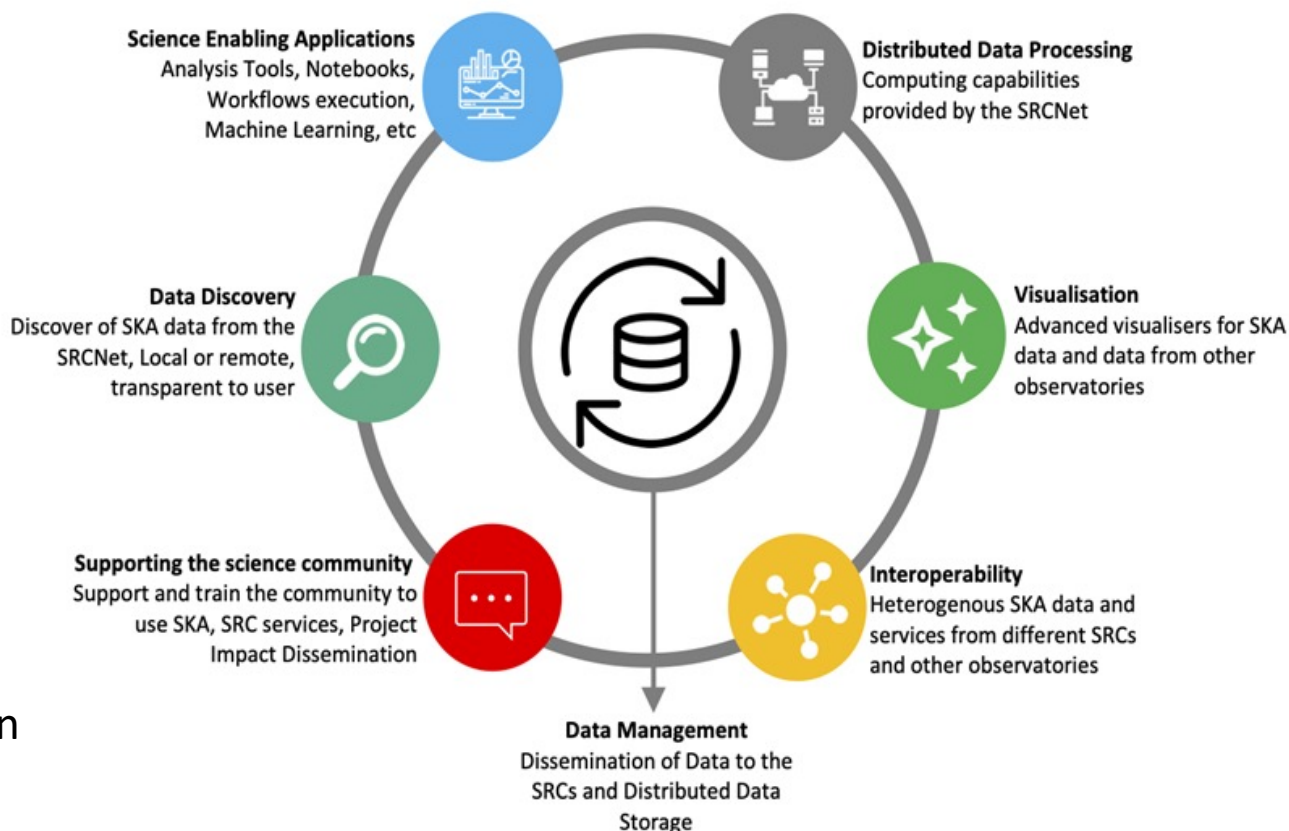 Science Enabling Applications
Analysis Tools, Notebooks,
Workflows execution,
Machine Learning, etc
Distributed Data Processing
Computing capabilities
provided by the SRCNet
Data Discovery
Discover of SKA data from the
SRCNet, Local or remote,
transparent to user
Visualisation
Advanced visualisers for SKA
data and data from other
observatories
Supporting the science community
Support and train the community to
use SKA, SRC services, Project
Impact Dissemination
Interoperability
Heterogenous SKA data and
services from different SRCs
and other observatories
n
Data Management
Dissemination of Data to the
SRCs and Distributed Data
Storage